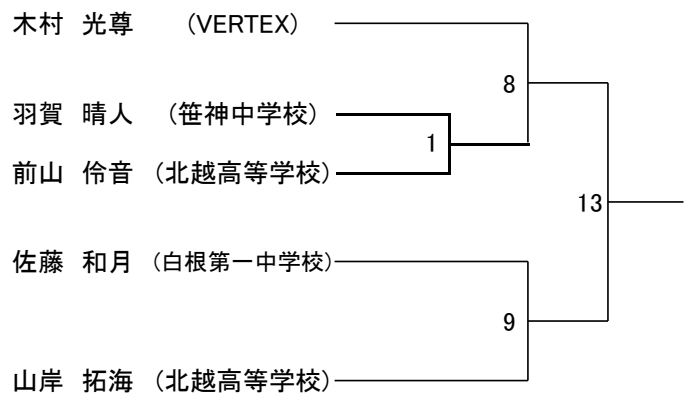 木村 光尊 (VERTEX)
8
羽賀 晴人 (笹神中学校)
1
前山 伶音 (北越高等学校)
13
佐藤 和月 (白根第一中学校)
9
山岸 拓海 (北越高等学校)